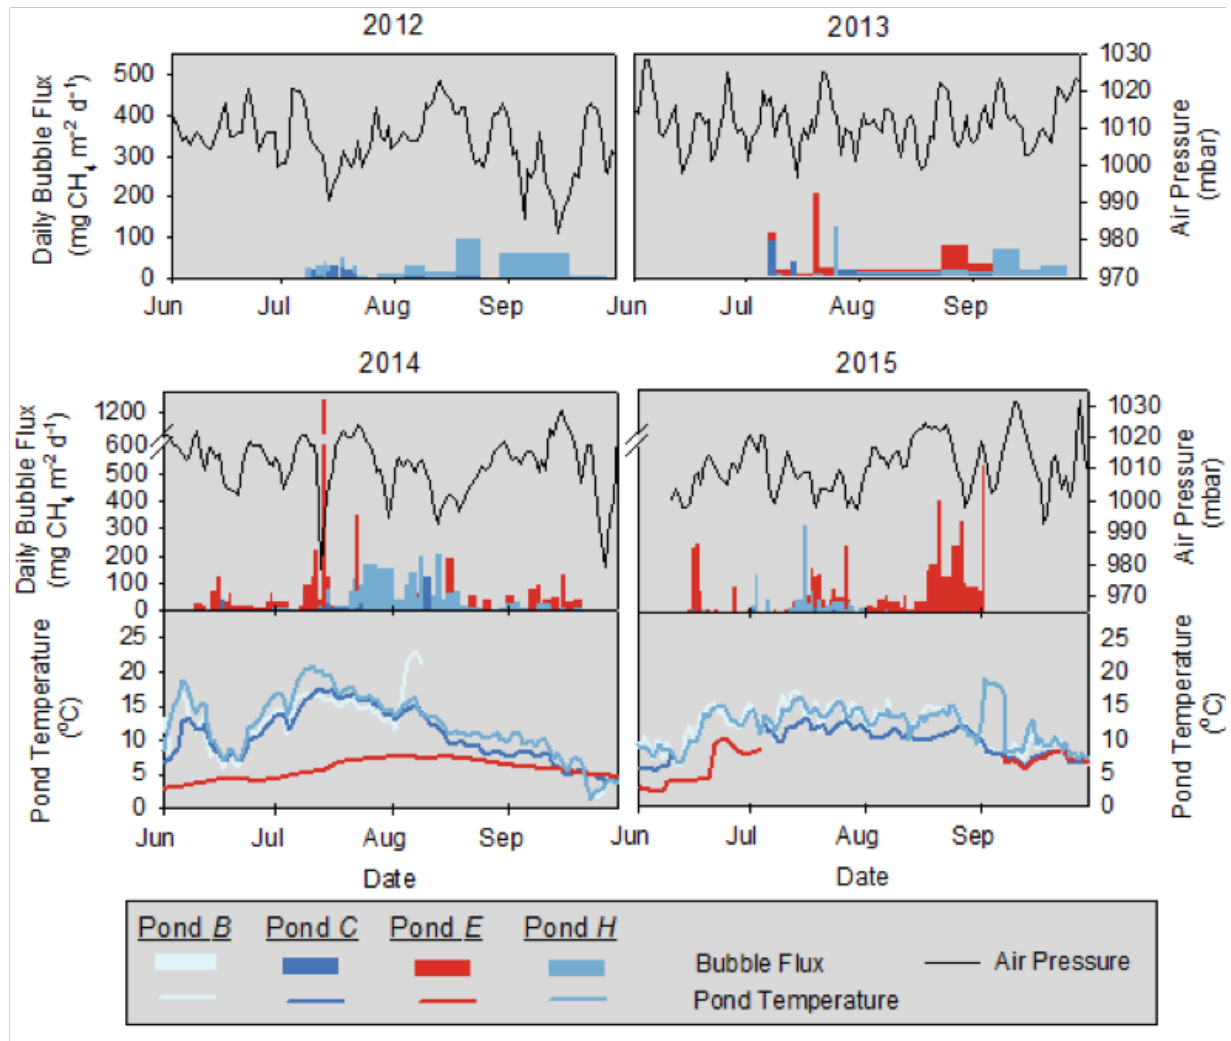 2012 2013
500 400 300 200 100 0
Daily Bubble Flux
(mg CH4 m-2 d-1)
1030 1020 1010 1000 990 980 970
Air Pressure
(mbar)
Jun Jul Aug Sep Jun Jul Aug Sep
2014 2015
1200 600 500 400 300 200 100 0
Daily Bubble Flux
(mg CH4 m-2 d-1)
1030 1020 1010 1000 990 980 970
Air Pressure
(mbar)
25 20 15 10 5 0
Pond Temperature
(⁰C)
25 20 15 10 5 0
Pond Temperature
(⁰C)
Jun Jul Aug Sep Jun Jul Aug Sep
Date Date
Pond B Pond C Pond E Pond H
Bubble Flux Air Pressure
Pond Temperature